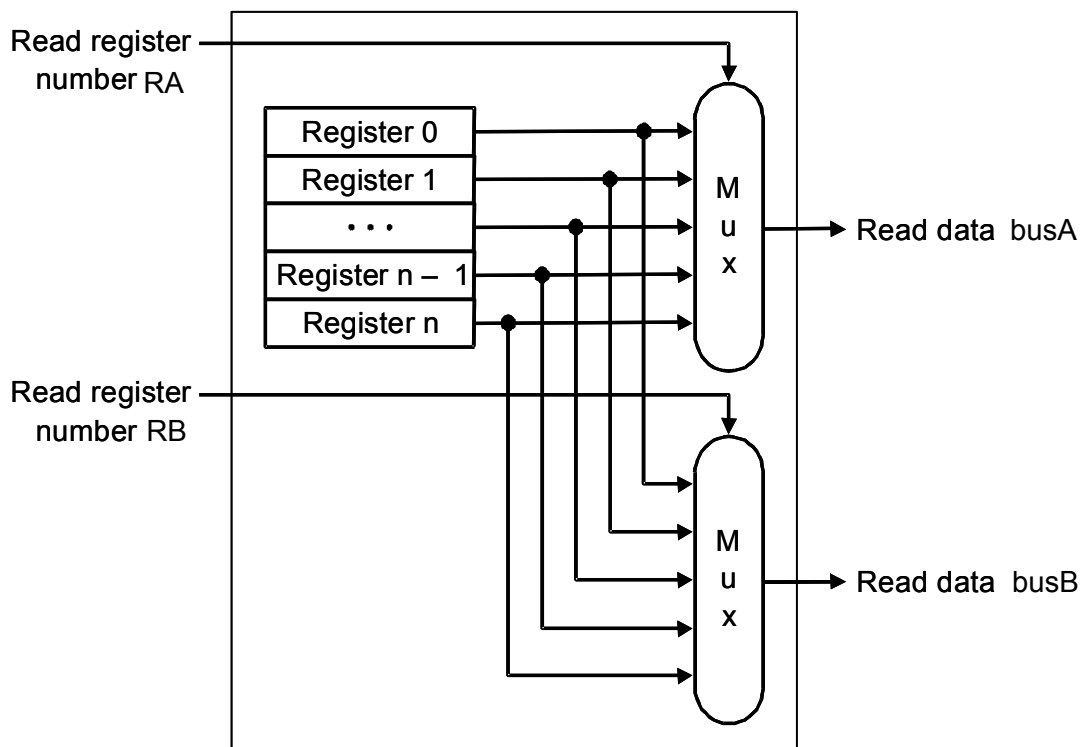 Read register
number RA
Register 0
Register 1
...
Register n – 1
Register n
M
u
x
Read data busA
Read register
number RB
M
u
x
Read data busB